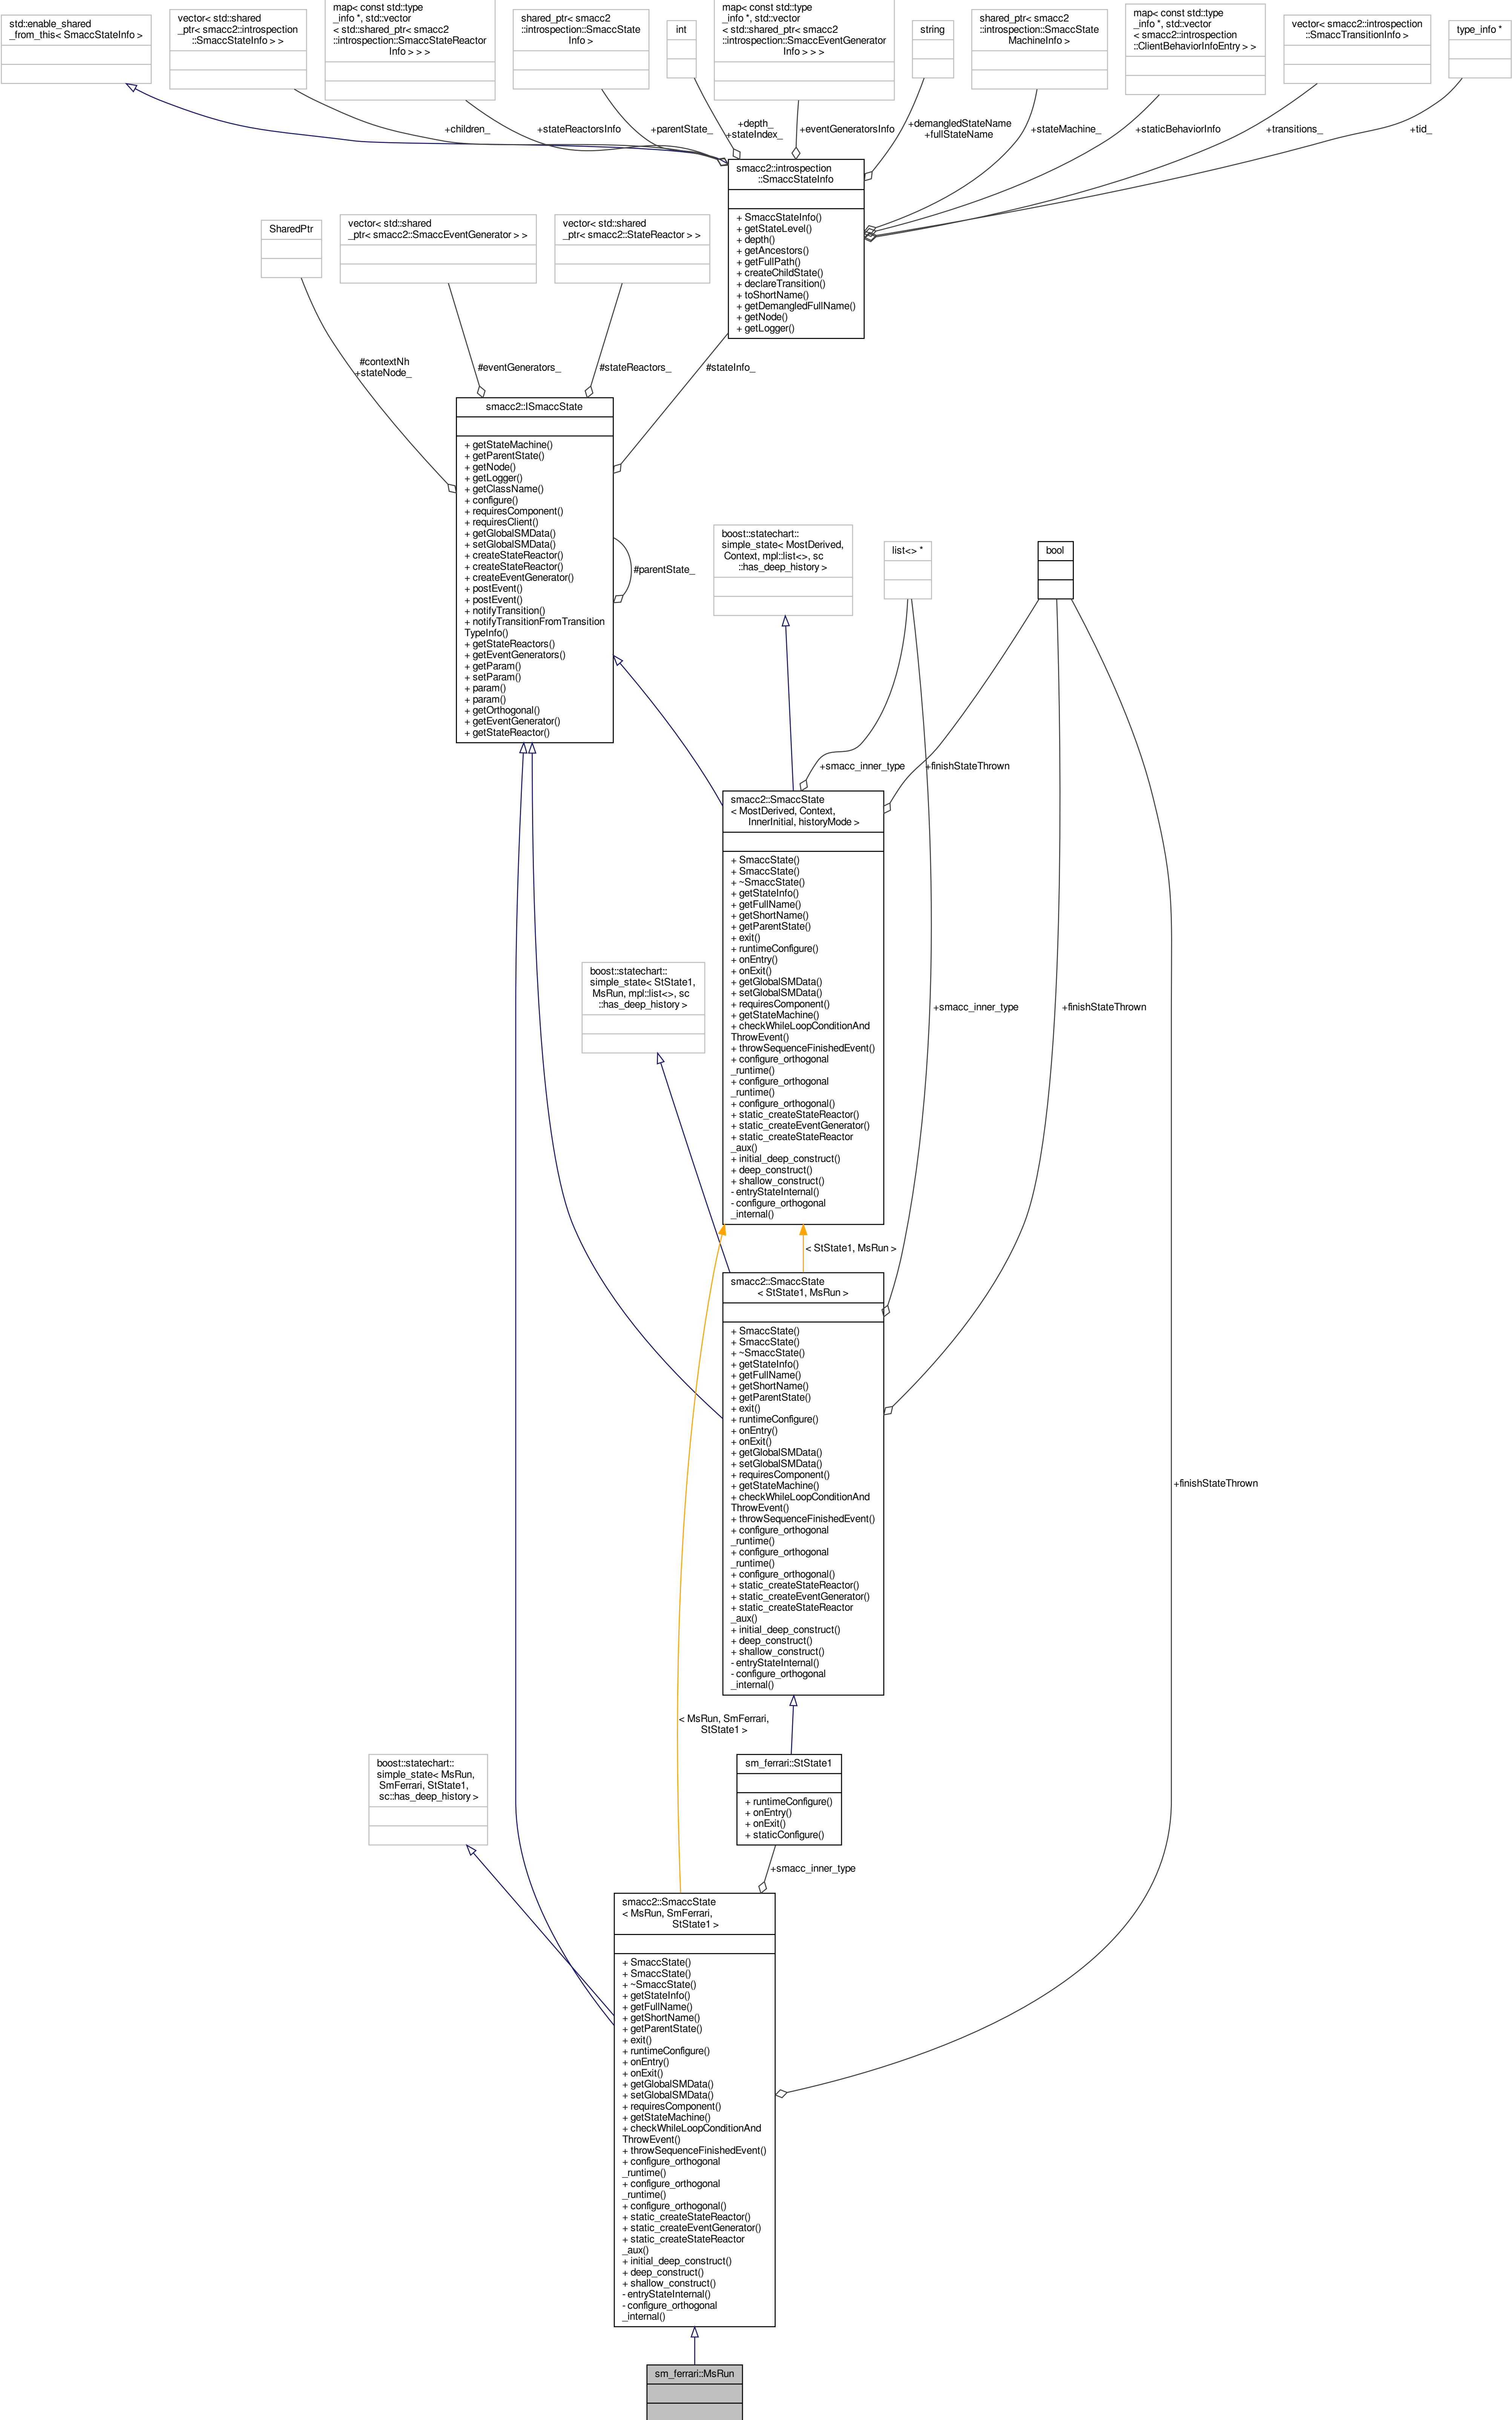 std::enable_shared
_from_this< SmaccStateInfo >
vector< std::shared
_ptr< smacc2::introspection
::SmaccStateInfo > >
map< const std::type
_info *, std::vector
< std::shared_ptr< smacc2
::introspection::SmaccStateReactor
Info > > >
shared_ptr< smacc2
::introspection::SmaccState
Info >
int
map< const std::type
_info *, std::vector
< std::shared_ptr< smacc2
::introspection::SmaccEventGenerator
Info > > >
string
shared_ptr< smacc2
::introspection::SmaccState
MachineInfo >
map< const std::type
_info *, std::vector
< smacc2::introspection
::ClientBehaviorInfoEntry > >
vector< smacc2::introspection
::SmaccTransitionInfo >
type_info *
+children_
+stateReactorsInfo
+parentState_
+depth_
+stateIndex_
+eventGeneratorsInfo
+demangledStateName
+fullStateName
+stateMachine_
+staticBehaviorInfo
+transitions_
+tid_
smacc2::introspection
::SmaccStateInfo
+ SmaccStateInfo()
+ getStateLevel()
+ depth()
+ getAncestors()
+ getFullPath()
+ createChildState()
+ declareTransition()
+ toShortName()
+ getDemangledFullName()
+ getNode()
+ getLogger()
SharedPtr
vector< std::shared
_ptr< smacc2::SmaccEventGenerator > >
vector< std::shared
_ptr< smacc2::StateReactor > >
#contextNh
+stateNode_
#eventGenerators_
#stateReactors_
#stateInfo_
smacc2::ISmaccState
+ getStateMachine()
+ getParentState()
+ getNode()
+ getLogger()
+ getClassName()
+ configure()
+ requiresComponent()
+ requiresClient()
+ getGlobalSMData()
+ setGlobalSMData()
+ createStateReactor()
+ createStateReactor()
+ createEventGenerator()
+ postEvent()
+ postEvent()
+ notifyTransition()
+ notifyTransitionFromTransition
TypeInfo()
+ getStateReactors()
+ getEventGenerators()
+ getParam()
+ setParam()
+ param()
+ param()
+ getOrthogonal()
+ getEventGenerator()
+ getStateReactor()
#parentState_
boost::statechart::
simple_state< MostDerived,
Context, mpl::list<>, sc
::has_deep_history >
list<> *
bool
+smacc_inner_type
+finishStateThrown
smacc2::SmaccState
< MostDerived, Context,
InnerInitial, historyMode >
+ SmaccState()
+ SmaccState()
+ ~SmaccState()
+ getStateInfo()
+ getFullName()
+ getShortName()
+ getParentState()
+ exit()
+ runtimeConfigure()
+ onEntry()
+ onExit()
+ getGlobalSMData()
+ setGlobalSMData()
+ requiresComponent()
+ getStateMachine()
+ checkWhileLoopConditionAnd
ThrowEvent()
+ throwSequenceFinishedEvent()
+ configure_orthogonal
_runtime()
+ configure_orthogonal
_runtime()
+ configure_orthogonal()
+ static_createStateReactor()
+ static_createEventGenerator()
+ static_createStateReactor
_aux()
+ initial_deep_construct()
+ deep_construct()
+ shallow_construct()
- entryStateInternal()
- configure_orthogonal
_internal()
boost::statechart::
simple_state< StState1,
MsRun, mpl::list<>, sc
::has_deep_history >
+smacc_inner_type
+finishStateThrown
< StState1, MsRun >
smacc2::SmaccState
< StState1, MsRun >
+ SmaccState()
+ SmaccState()
+ ~SmaccState()
+ getStateInfo()
+ getFullName()
+ getShortName()
+ getParentState()
+ exit()
+ runtimeConfigure()
+ onEntry()
+ onExit()
+ getGlobalSMData()
+ setGlobalSMData()
+ requiresComponent()
+ getStateMachine()
+ checkWhileLoopConditionAnd
ThrowEvent()
+ throwSequenceFinishedEvent()
+ configure_orthogonal
_runtime()
+ configure_orthogonal
_runtime()
+ configure_orthogonal()
+ static_createStateReactor()
+ static_createEventGenerator()
+ static_createStateReactor
_aux()
+ initial_deep_construct()
+ deep_construct()
+ shallow_construct()
- entryStateInternal()
- configure_orthogonal
_internal()
+finishStateThrown
< MsRun, SmFerrari,
StState1 >
boost::statechart::
simple_state< MsRun,
SmFerrari, StState1,
sc::has_deep_history >
sm_ferrari::StState1
+ runtimeConfigure()
+ onEntry()
+ onExit()
+ staticConfigure()
+smacc_inner_type
smacc2::SmaccState
< MsRun, SmFerrari,
StState1 >
+ SmaccState()
+ SmaccState()
+ ~SmaccState()
+ getStateInfo()
+ getFullName()
+ getShortName()
+ getParentState()
+ exit()
+ runtimeConfigure()
+ onEntry()
+ onExit()
+ getGlobalSMData()
+ setGlobalSMData()
+ requiresComponent()
+ getStateMachine()
+ checkWhileLoopConditionAnd
ThrowEvent()
+ throwSequenceFinishedEvent()
+ configure_orthogonal
_runtime()
+ configure_orthogonal
_runtime()
+ configure_orthogonal()
+ static_createStateReactor()
+ static_createEventGenerator()
+ static_createStateReactor
_aux()
+ initial_deep_construct()
+ deep_construct()
+ shallow_construct()
- entryStateInternal()
- configure_orthogonal
_internal()
sm_ferrari::MsRun